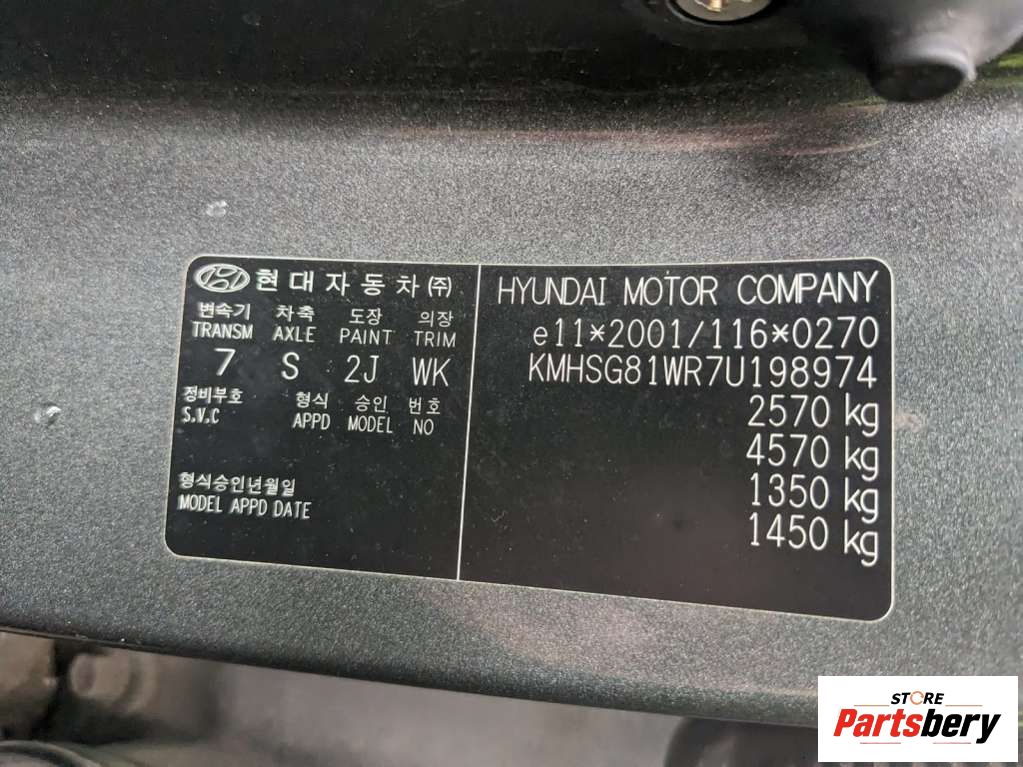 현대자동차(주)
변속기 차축 도장 의장
TRANSM AXLE PAINT TRIM
7 S 2J WK
정비부호 형식 승인 번호
S.V.C APPD MODEL NO
형식승인년월일
MODEL APPD DATE
HYUNDAI MOTOR COMPANY
e11*2001/116*0270
KMHSG81WR7U198974
2570 kg
4570 kg
1350 kg
1450 kg
STORE
Partsbery